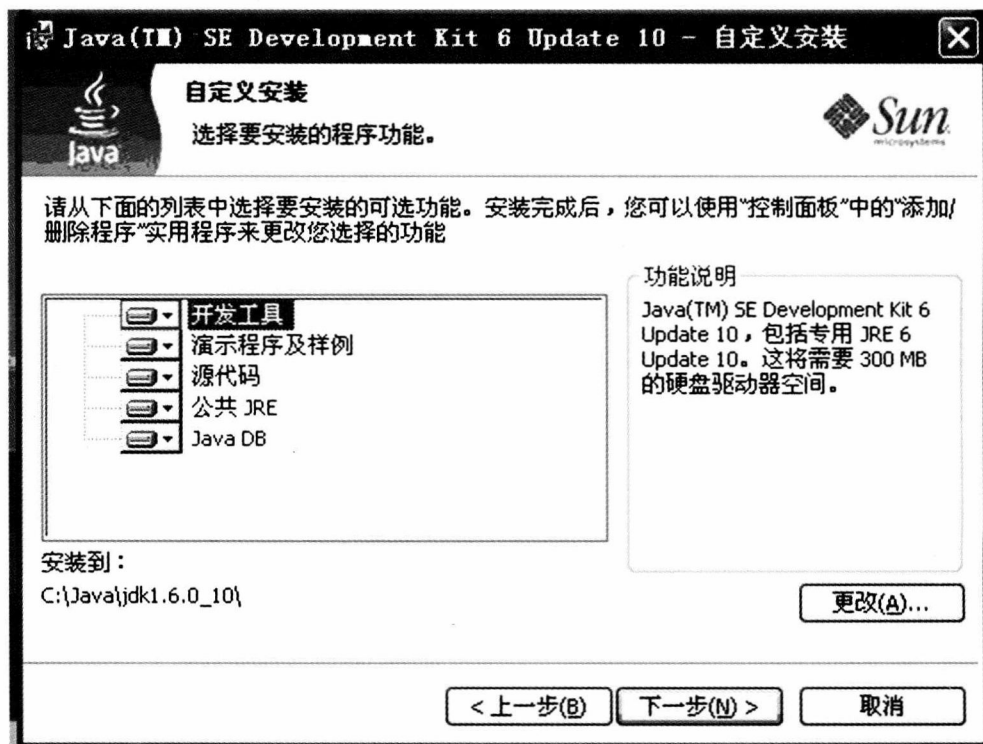 Java(TM) SE Development Kit 6 Update 10 - 自定义安装
Java
自定义安装
选择要安装的程序功能。
Sun
microsystems
请从下面的列表中选择要安装的可选功能。安装完成后，您可以使用“控制面板”中的“添加/
删除程序”实用程序来更改您选择的功能
开发工具
演示程序及样例
源代码
公共 JRE
Java DB
功能说明
Java(TM) SE Development Kit 6
Update 10，包括专用 JRE 6
Update 10。这将需要 300 MB
的硬盘驱动器空间。
安装到：
C:\Java\jdk1.6.0_10\
更改(A)...
< 上一步(B)
下一步(N) >
取消